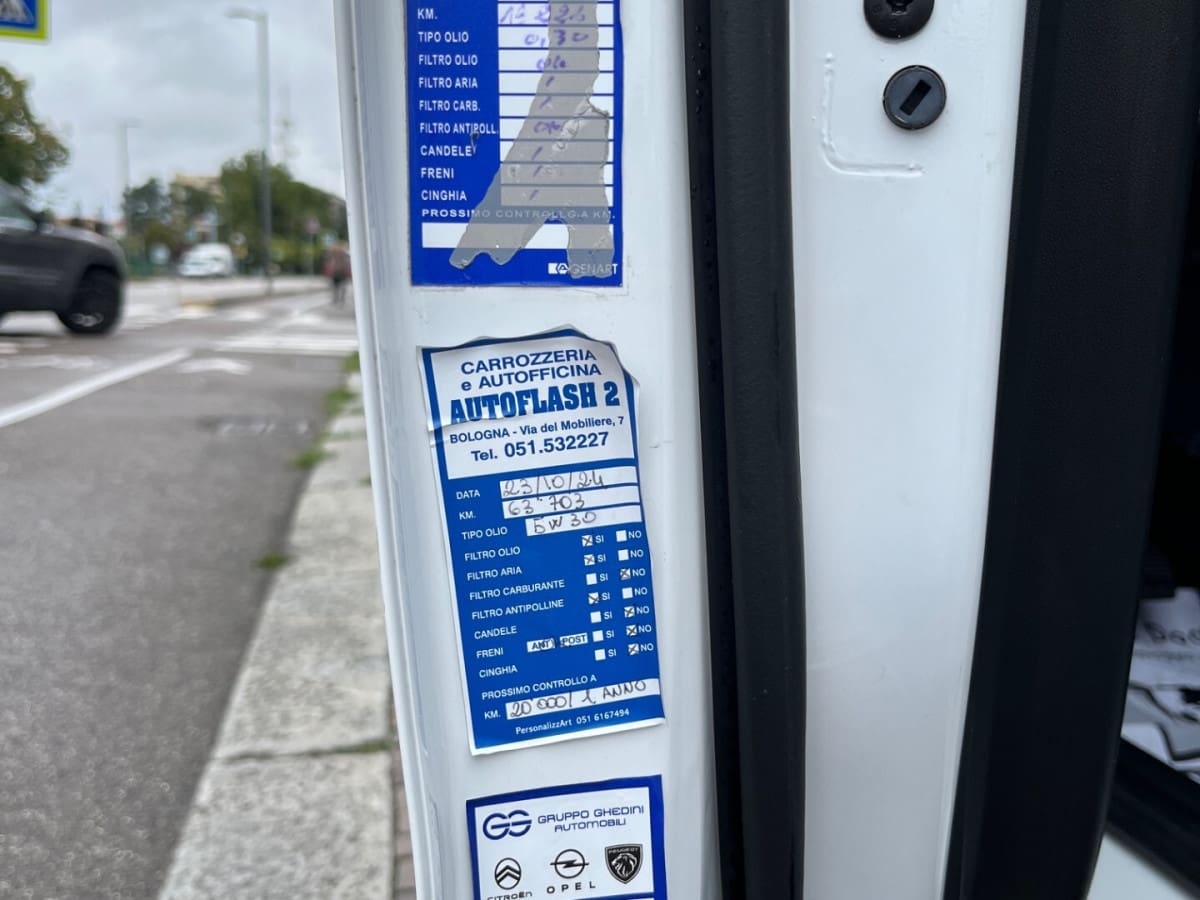 KM.
TIPO OLIO 0.30
FILTRO OLIO
FILTRO ARIA
FILTRO CARB.
FILTRO ANTIPOLL.
CANDELE
FRENI
CINGHIA
PROSSIMO CONTROLLO A KM.
GENART
CARROZZERIA
e AUTOFFICINA
AUTOFLASH 2
BOLOGNA - Via del Mobiliere, 7
Tel. 051.532227
DATA 23/10/24
KM. 63.703
TIPO OLIO 5W30
FILTRO OLIO SI NO
FILTRO ARIA SI NO
FILTRO CARBURANTE SI NO
FILTRO ANTIPOLLINE SI NO
CANDELE SI NO
FRENI ANT POST SI NO
CINGHIA SI NO
PROSSIMO CONTROLLO A
KM. 20000/1 ANNO
PersonalizzArt 051 6167494
GRUPPO GHEDINI
AUTOMOBILI
CITROËN OPEL PEUGEOT